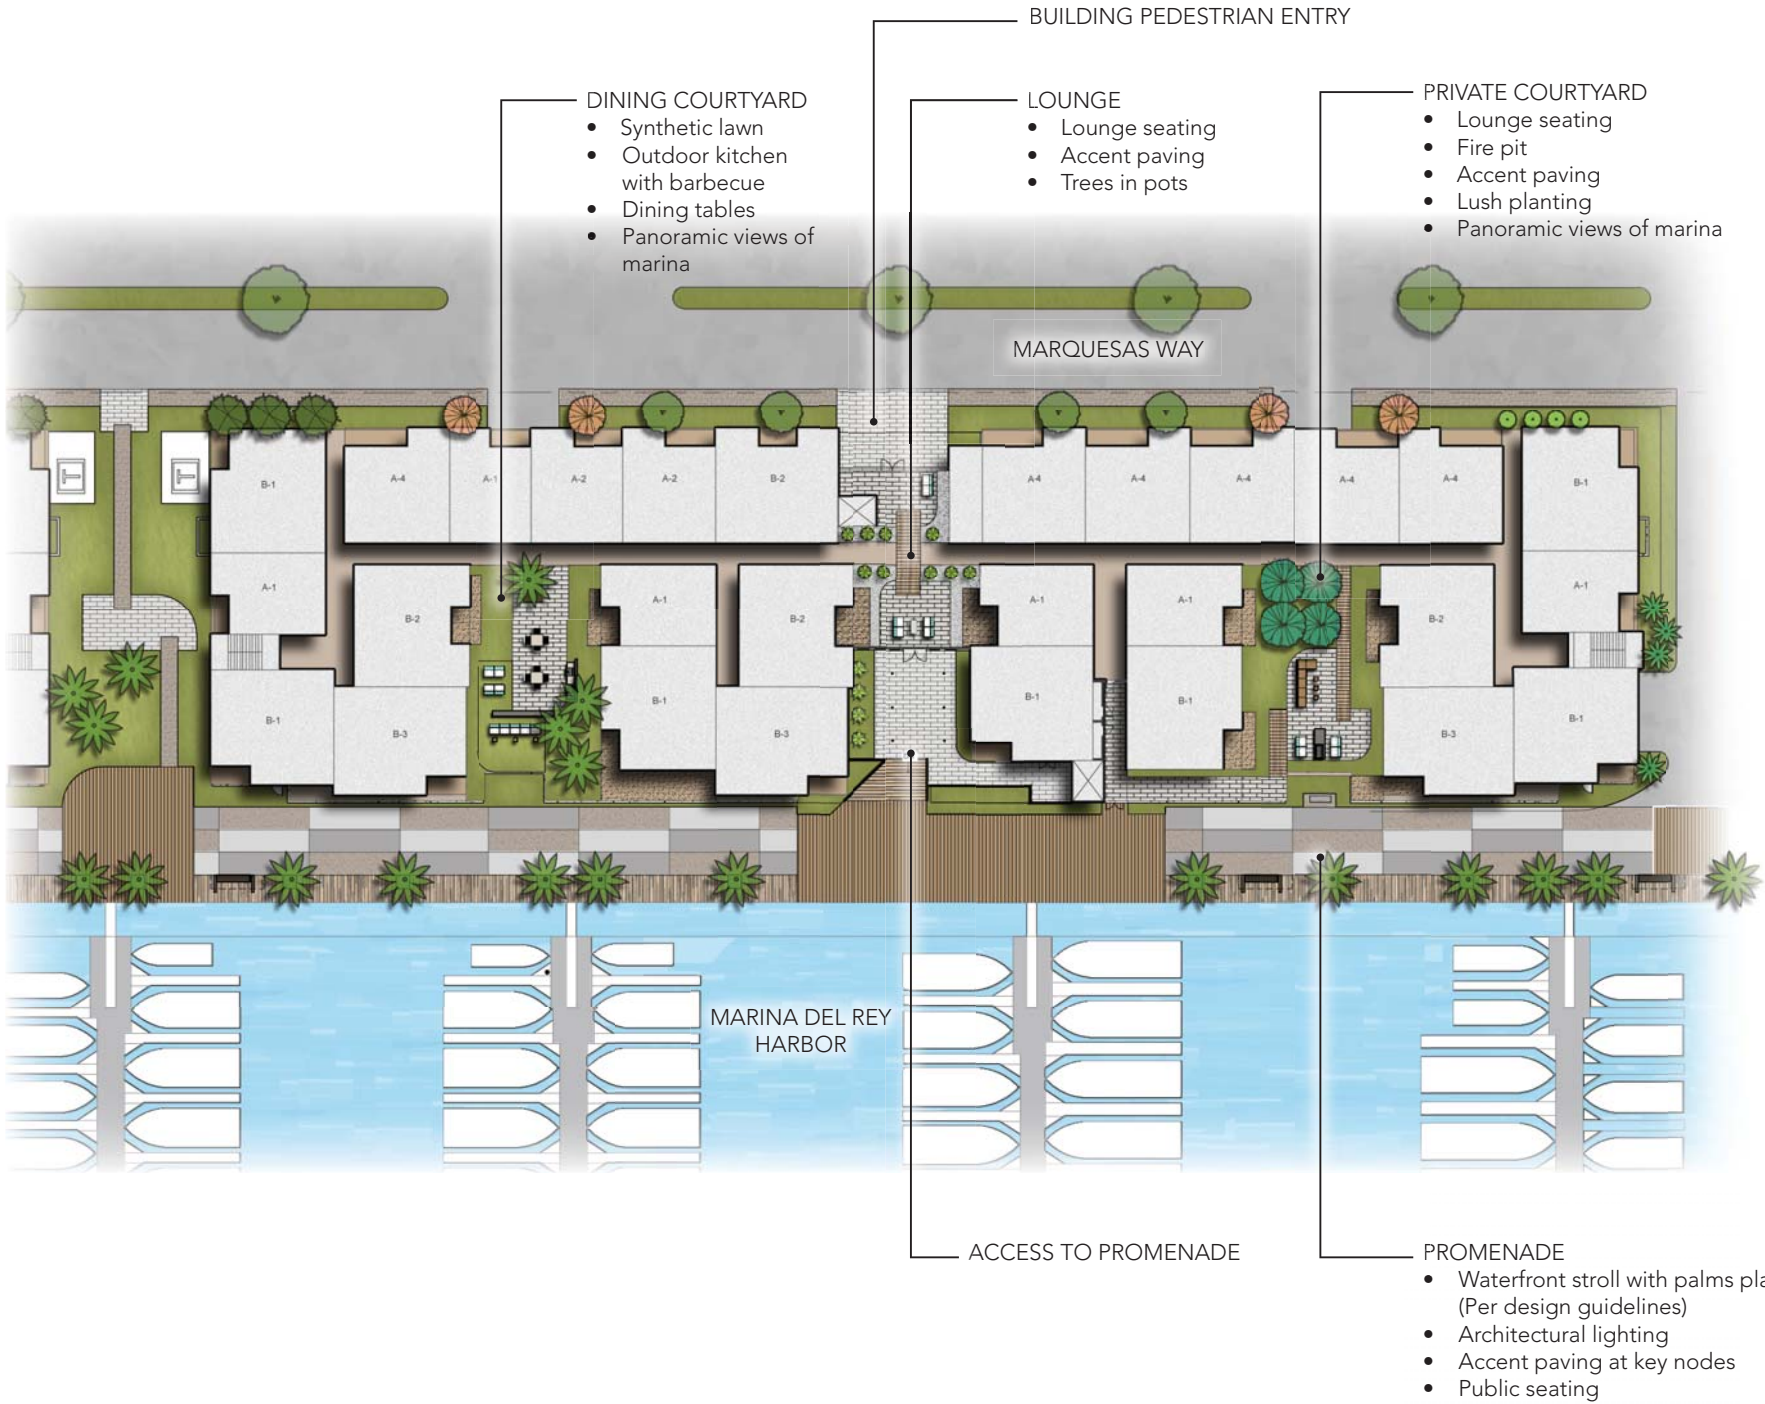 BUILDING PEDESTRIAN ENTRY
DINING COURTYARD
• Synthetic lawn
• Outdoor kitchen
with barbecue
• Dining tables
• Panoramic views of
marina
LOUNGE
• Lounge seating
• Accent paving
• Trees in pots
PRIVATE COURTYARD
• Lounge seating
• Fire pit
• Accent paving
• Lush planting
• Panoramic views of marina
MARQUESAS WAY
B-1
A-4
A-1
A-2
A-2
B-2
A-4
A-4
A-4
A-4
A-4
B-1
A-1
B-2
A-1
B-2
A-1
A-1
B-2
A-1
B-1
B-3
B-1
B-3
B-1
B-1
B-3
B-1
MARINA DEL REY
HARBOR
ACCESS TO PROMENADE
PROMENADE
• Waterfront stroll with palms
(Per design guidelines)
• Architectural lighting
• Accent paving at key nodes
• Public seating